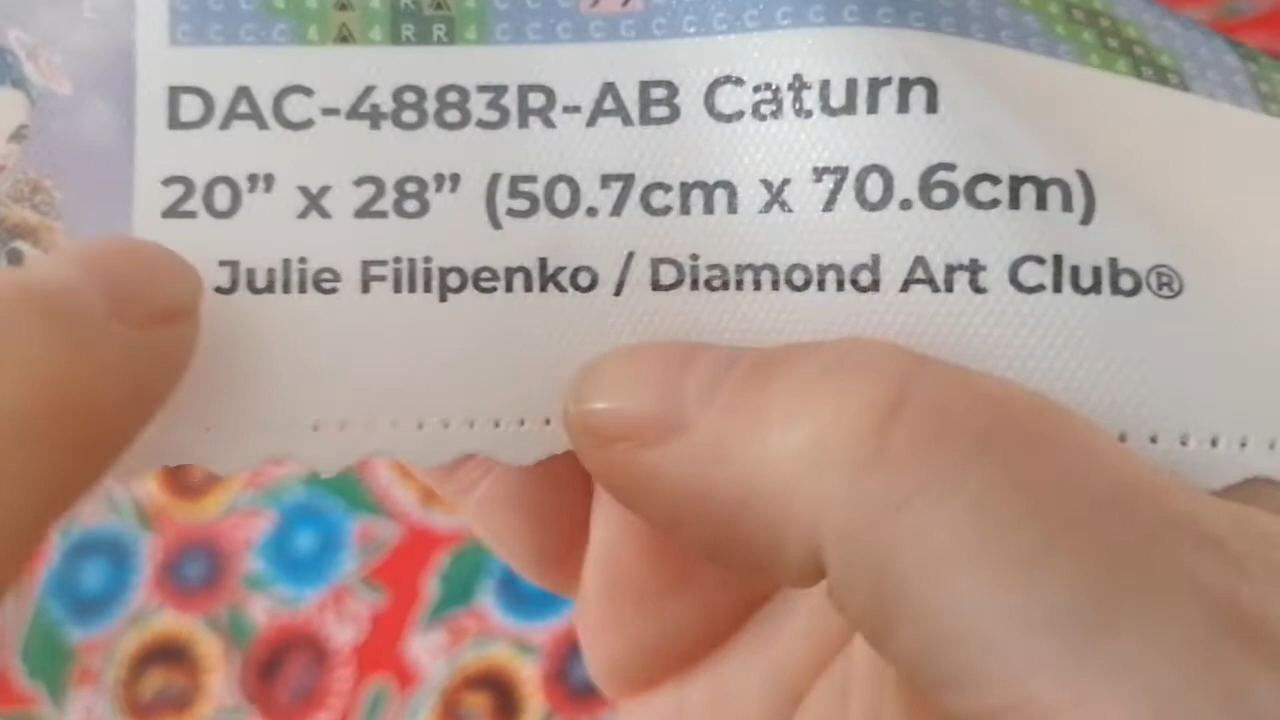 DAC-4883R-AB Caturn
20” x 28” (50.7cm x 70.6cm)
Julie Filipenko / Diamond Art Club®